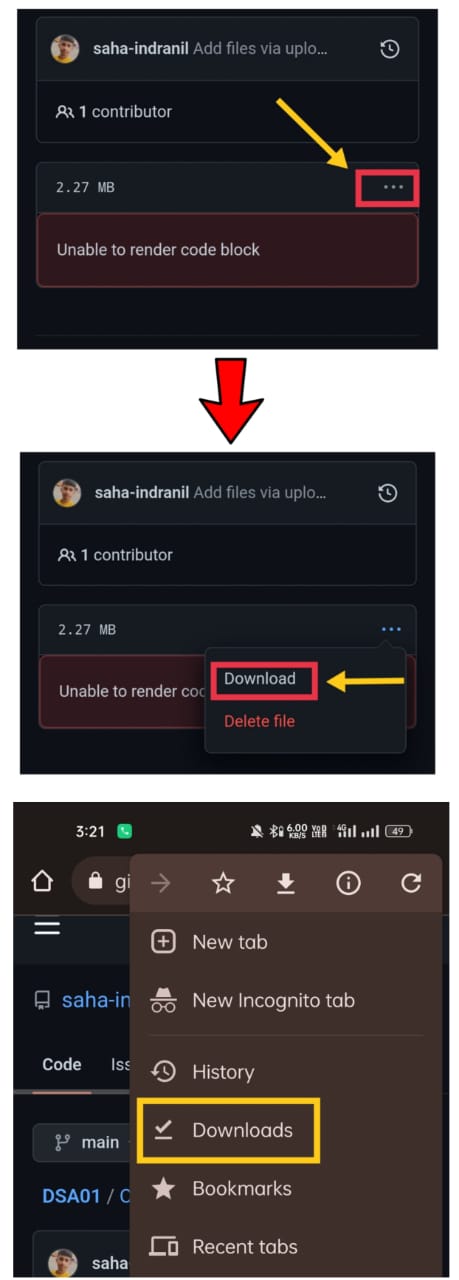 saha-indranil Add files via uplo...
1 contributor
2.27 MB
...
Unable to render code block
saha-indranil Add files via uplo...
1 contributor
2.27 MB
...
Unable to render coc
Download
Delete file
3:21
6.00 KB/S
4G
49
gi
New tab
saha-in
New Incognito tab
Code Iss
History
main
Downloads
DSA01 / C
Bookmarks
saha-
Recent tabs